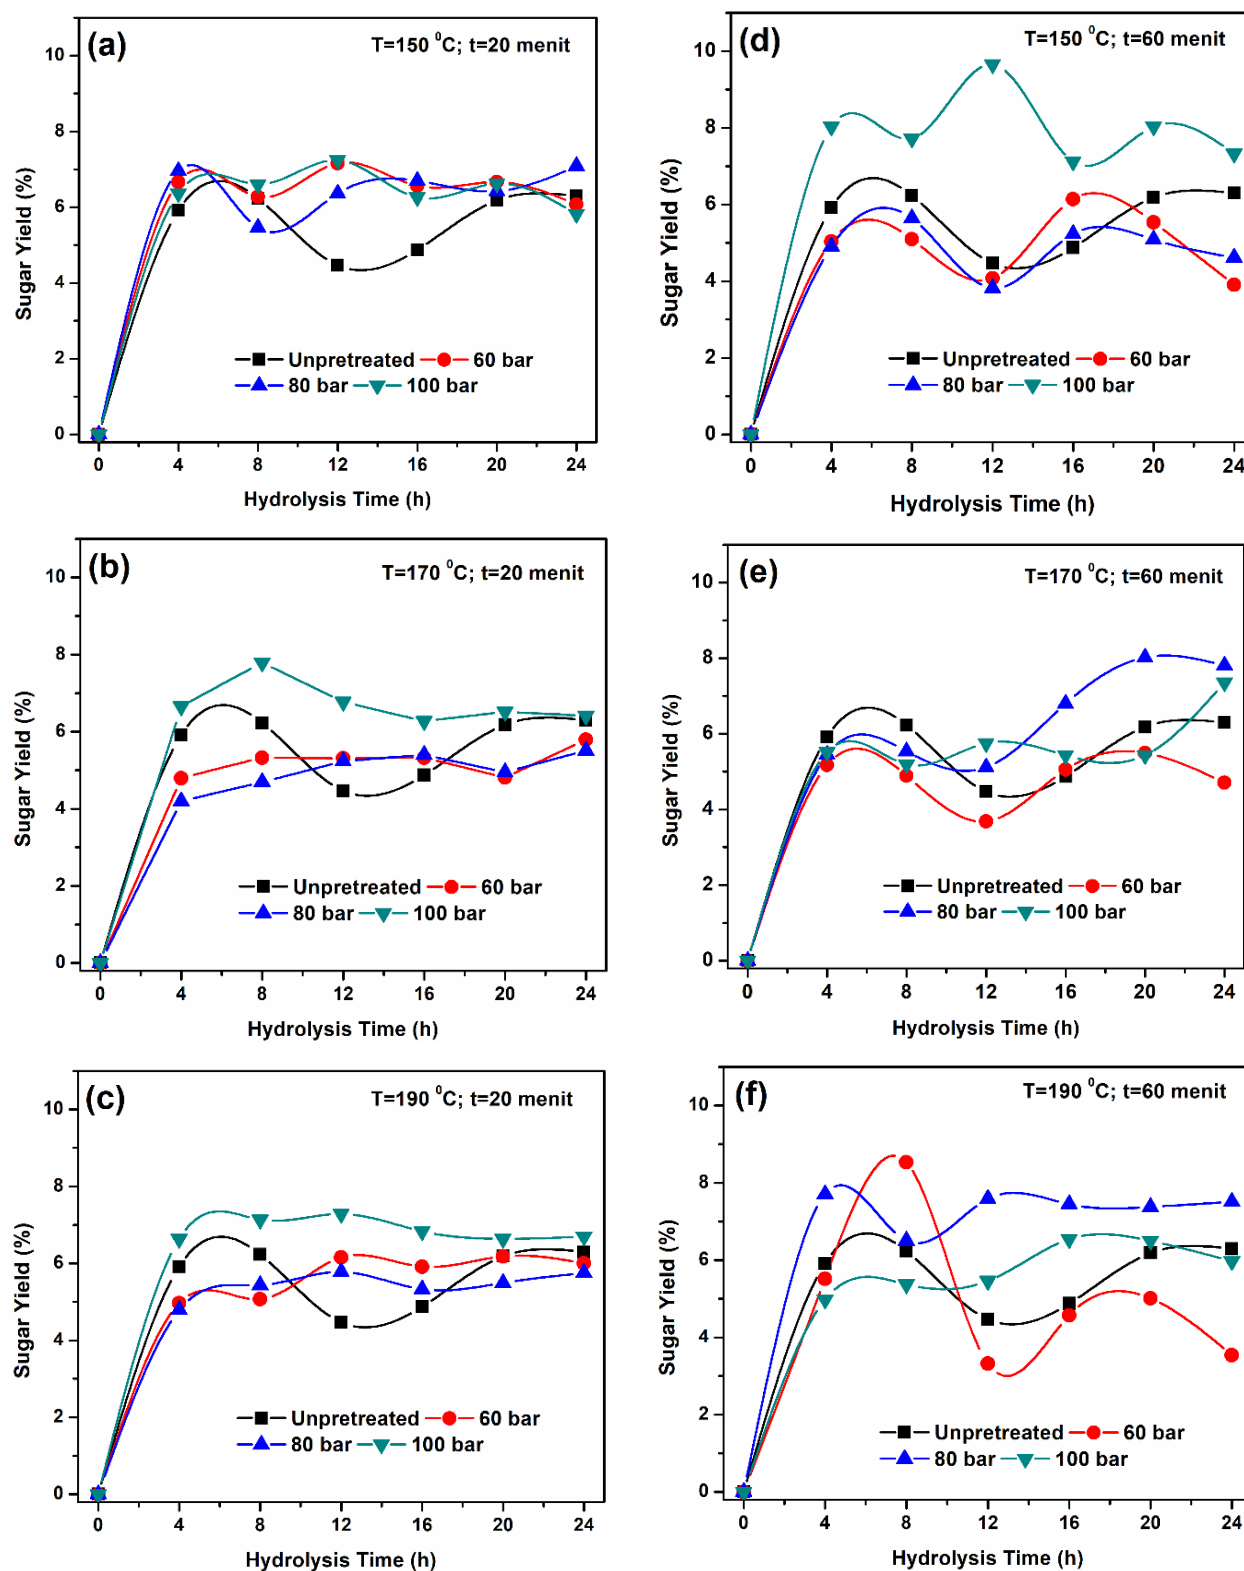 (a)
T=150 ⁰C; t=20 menit
Sugar Yield (%)
10
8
6
4
2
0
Unpretreated 60 bar
80 bar 100 bar
0 4 8 12 16 20 24
Hydrolysis Time (h)
(d)
T=150 ⁰C; t=60 menit
Sugar Yield (%)
10
8
6
4
2
0
Unpretreated 60 bar
80 bar 100 bar
0 4 8 12 16 20 24
Hydrolysis Time (h)
(b)
T=170 ⁰C; t=20 menit
Sugar Yield (%)
10
8
6
4
2
0
Unpretreated 60 bar
80 bar 100 bar
0 4 8 12 16 20 24
Hydrolysis Time (h)
(e)
T=170 ⁰C; t=60 menit
Sugar Yield (%)
10
8
6
4
2
0
Unpretreated 60 bar
80 bar 100 bar
0 4 8 12 16 20 24
Hydrolysis Time (h)
(c)
T=190 ⁰C; t=20 menit
Sugar Yield (%)
10
8
6
4
2
0
Unpretreated 60 bar
80 bar 100 bar
0 4 8 12 16 20 24
Hydrolysis Time (h)
(f)
T=190 ⁰C; t=60 menit
Sugar Yield (%)
10
8
6
4
2
0
Unpretreated 60 bar
80 bar 100 bar
0 4 8 12 16 20 24
Hydrolysis Time (h)